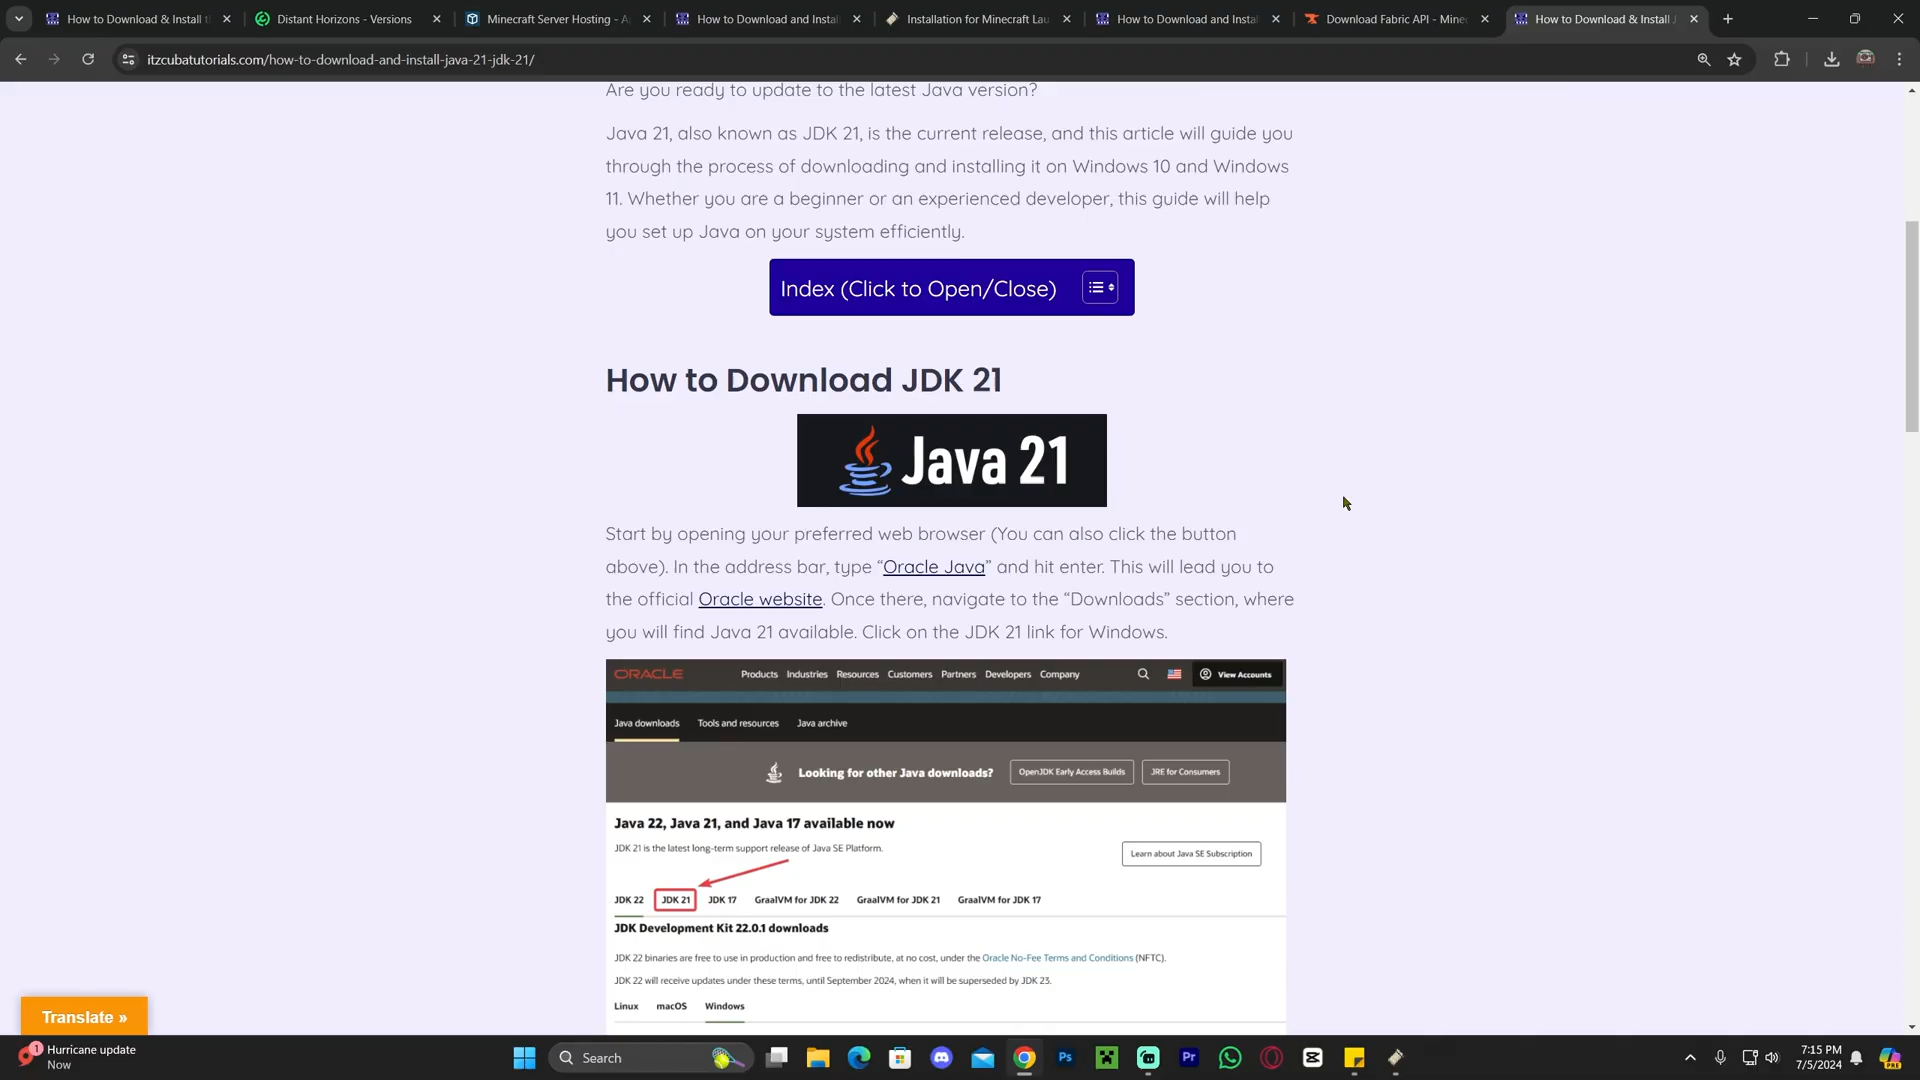 How to Download & Install t
Distant Horizons - Versions
Minecraft Server Hosting - A
How to Download and Instal
Installation for Minecraft Lau
How to Download and Instal
Download Fabric API - Minec
How to Download & Install J
itzcubatutorials.com/how-to-download-and-install-java-21-jdk-21/
Are you ready to update to the latest Java version?
Java 21, also known as JDK 21, is the current release, and this article will guide you
through the process of downloading and installing it on Windows 10 and Windows
11. Whether you are a beginner or an experienced developer, this guide will help
you set up Java on your system efficiently.
Index (Click to Open/Close)
How to Download JDK 21
Java 21
Start by opening your preferred web browser (You can also click the button
above). In the address bar, type “Oracle Java” and hit enter. This will lead you to
the official Oracle website. Once there, navigate to the “Downloads” section, where
you will find Java 21 available. Click on the JDK 21 link for Windows.
ORACLE Products Industries Resources Customers Partners Developers Company View Accounts
Java downloads Tools and resources Java archive
Looking for other Java downloads? OpenJDK Early Access Builds JRE for Consumers
Java 22, Java 21, and Java 17 available now
JDK 21 is the latest long-term support release of Java SE Platform.
Learn about Java SE Subscription
JDK 22 JDK 21 JDK 17 GraalVM for JDK 22 GraalVM for JDK 21 GraalVM for JDK 17
JDK Development Kit 22.0.1 downloads
JDK 22 binaries are free to use in production and free to redistribute, at no cost, under the Oracle No-Fee Terms and Conditions (NFTC).
JDK 22 will receive updates under these terms, until September 2024, when it will be superseded by JDK 23.
Linux macOS Windows
Translate »
1
Hurricane update
Now
Search
Ps
Pr
7:15 PM
7/5/2024
PRE